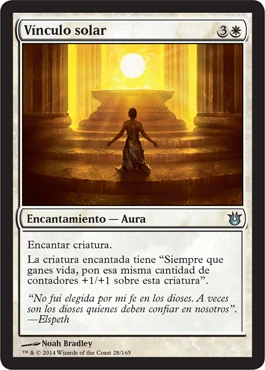 Vínculo solar 3
Encantamiento — Aura
Encantar criatura.
La criatura encantada tiene “Siempre que
ganes vida, pon esa misma cantidad de
contadores +1/+1 sobre esta criatura”.
“No fui elegida por mi fe en los dioses. A veces
son los dioses quienes deben confiar en nosotros”.
—Elspeth
Noah Bradley
™ & © 2014 Wizards of the Coast 28/165